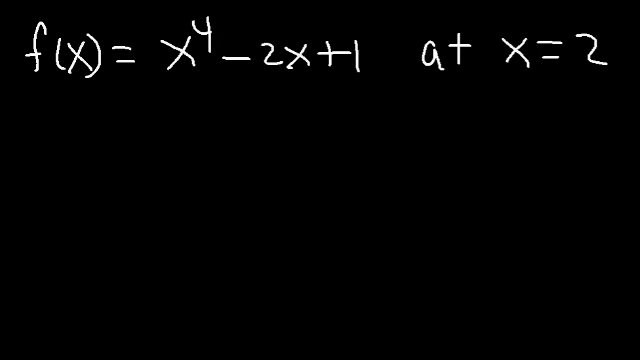 f(x) = x⁴ - 2x + 1 at x = 2